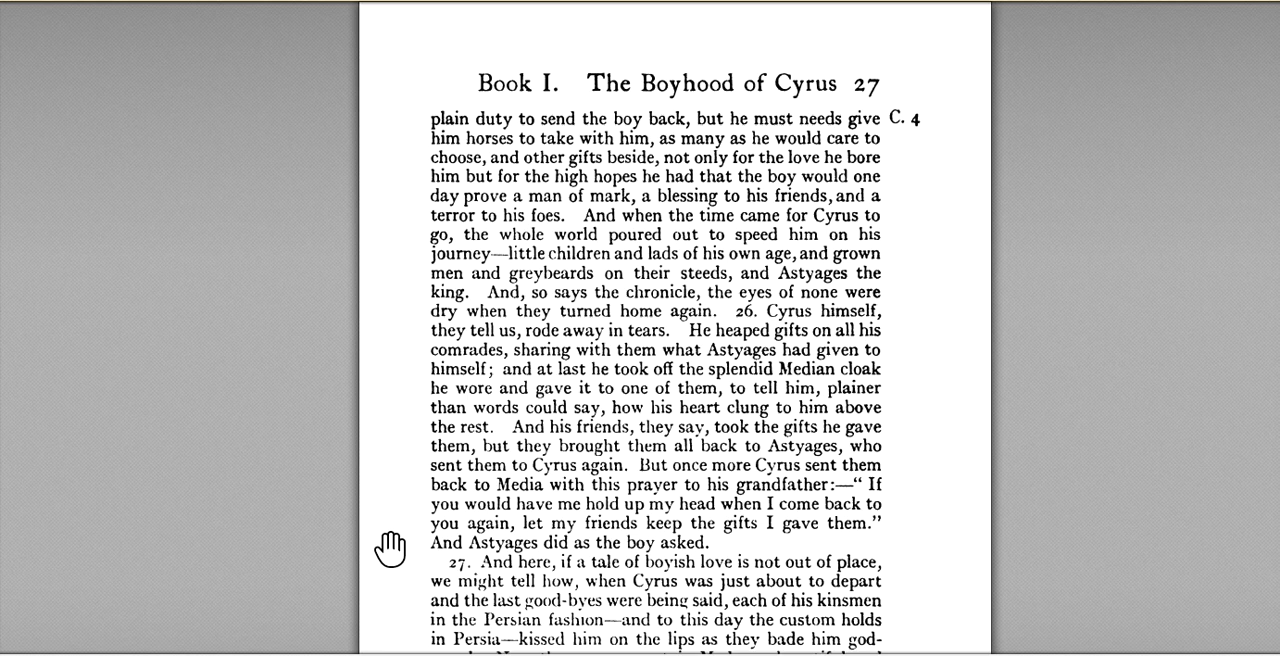 Book I. The Boyhood of Cyrus 27
plain duty to send the boy back, but he must needs give C. 4
him horses to take with him, as many as he would care to
choose, and other gifts beside, not only for the love he bore
him but for the high hopes he had that the boy would one
day prove a man of mark, a blessing to his friends, and a
terror to his foes. And when the time came for Cyrus to
go, the whole world poured out to speed him on his
journey—little children and lads of his own age, and grown
men and greybeards on their steeds, and Astyages the
king. And, so says the chronicle, the eyes of none were
dry when they turned home again. 26. Cyrus himself,
they tell us, rode away in tears. He heaped gifts on all his
comrades, sharing with them what Astyages had given to
himself; and at last he took off the splendid Median cloak
he wore and gave it to one of them, to tell him, plainer
than words could say, how his heart clung to him above
the rest. And his friends, they say, took the gifts he gave
them, but they brought them all back to Astyages, who
sent them to Cyrus again. But once more Cyrus sent them
back to Media with this prayer to his grandfather:—“ If
you would have me hold up my head when I come back to
you again, let my friends keep the gifts I gave them.”
And Astyages did as the boy asked.
27. And here, if a tale of boyish love is not out of place,
we might tell how, when Cyrus was just about to depart
and the last good-byes were being said, each of his kinsmen
in the Persian fashion—and to this day the custom holds
in Persia—kissed him on the lips as they bade him god-